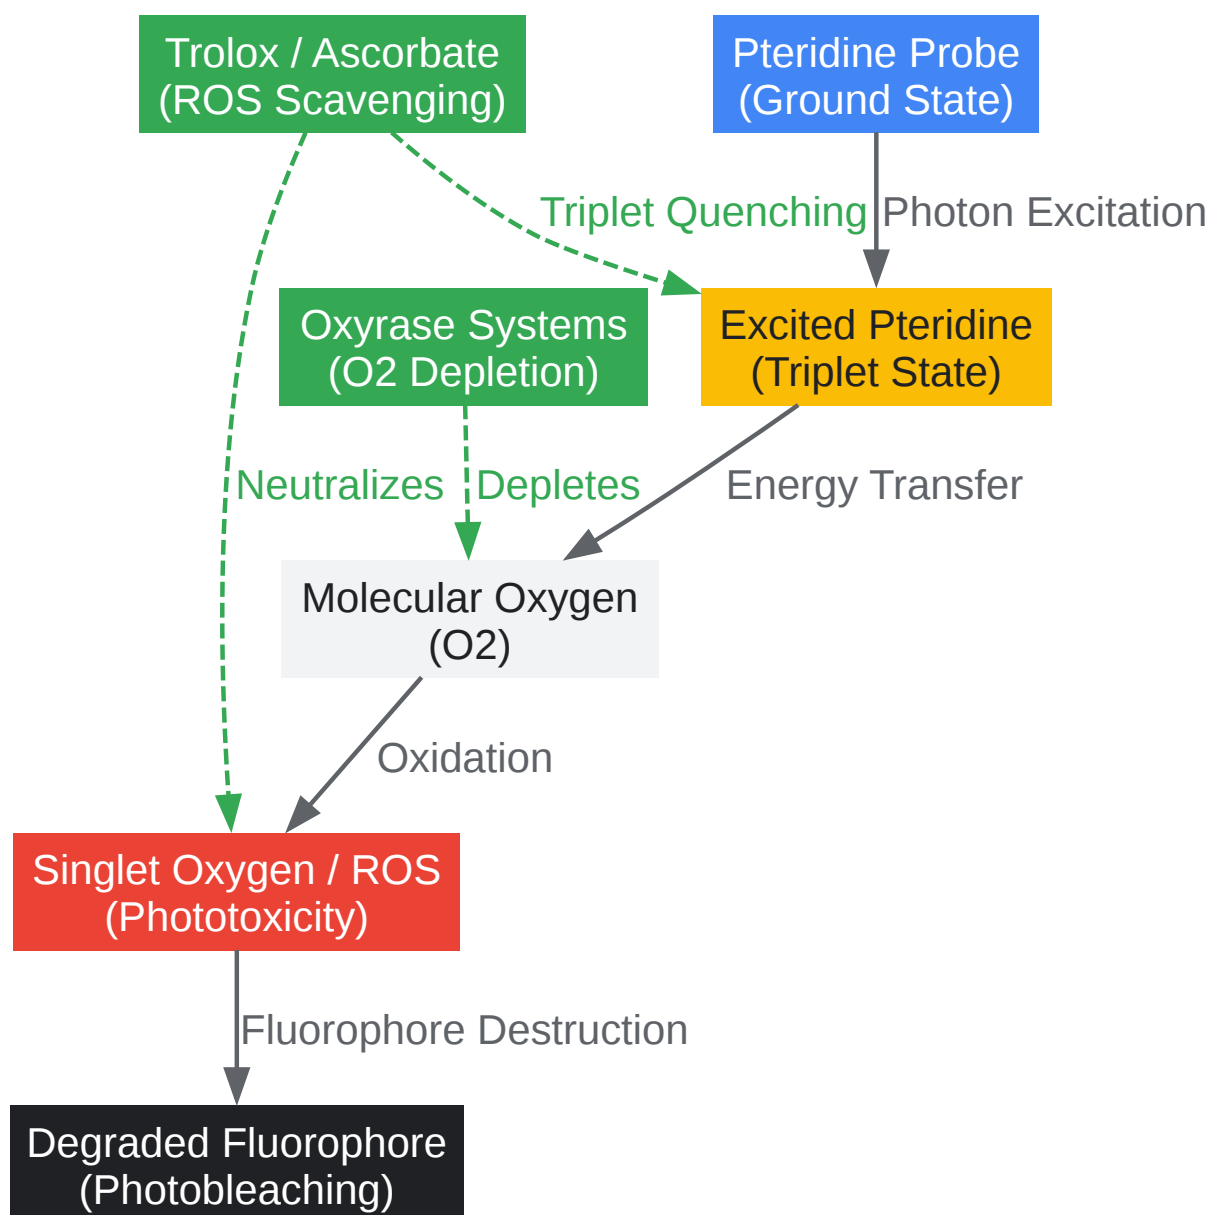 Trolox / Ascorbate
(ROS Scavenging)
Pteridine Probe
(Ground State)
Triplet Quenching
Photon Excitation
Oxyrase Systems
(O2 Depletion)
Excited Pteridine
(Triplet State)
Neutralizes
Depletes
Energy Transfer
Molecular Oxygen
(O2)
Oxidation
Singlet Oxygen / ROS
(Phototoxicity)
Fluorophore Destruction
Degraded Fluorophore
(Photobleaching)